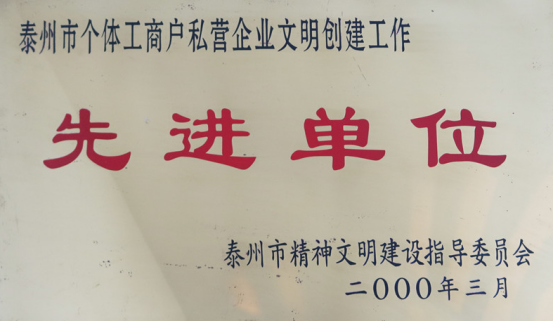 泰州市个体工商户私营企业文明创建工作
先进单位
泰州市精神文明建设指导委员会
二000年三月